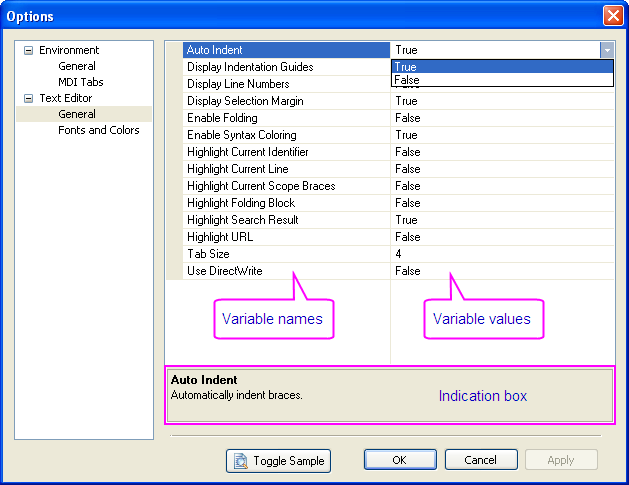 Options
Environment
General
MDI Tabs
Text Editor
General
Fonts and Colors
Auto Indent True
Display Indentation Guides True
Display Line Numbers False
Display Selection Margin True
Enable Folding False
Enable Syntax Coloring True
Highlight Current Identifier False
Highlight Current Line False
Highlight Current Scope Braces False
Highlight Folding Block False
Highlight Search Result True
Highlight URL False
Tab Size 4
Use DirectWrite False
Variable names
Variable values
Auto Indent
Automatically indent braces.
Indication box
Toggle Sample
OK
Cancel
Apply